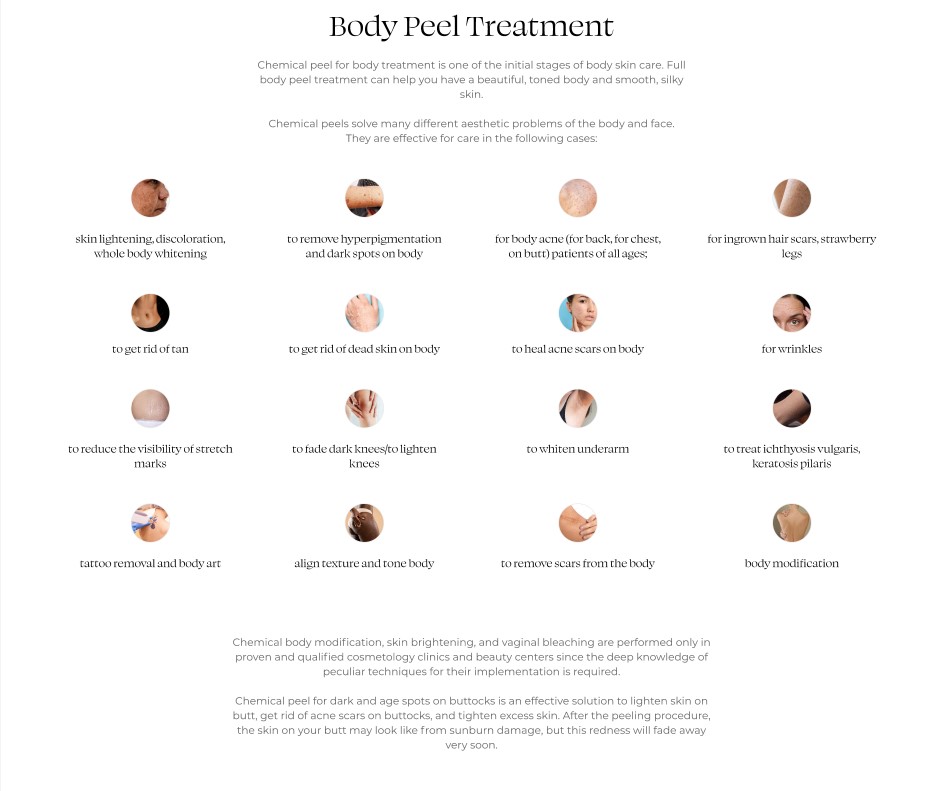 Body Peel Treatment
Chemical peel for body treatment is one of the initial stages of body skin care. Full
body peel treatment can help you have a beautiful, toned body and smooth, silky
skin.
Chemical peels solve many different aesthetic problems of the body and face.
They are effective for care in the following cases:
skin lightening, discoloration,
whole body whitening
to remove hyperpigmentation
and dark spots on body
for body acne (for back, for chest,
on butt) patients of all ages;
for ingrown hair scars, strawberry
legs
to get rid of tan
to get rid of dead skin on body
to heal acne scars on body
for wrinkles
to reduce the visibility of stretch
marks
to fade dark knees/to lighten
knees
to whiten underarm
to treat ichthyosis vulgaris,
keratosis pilaris
tattoo removal and body art
align texture and tone body
to remove scars from the body
body modification
Chemical body modification, skin brightening, and vaginal bleaching are performed only in
proven and qualified cosmetology clinics and beauty centers since the deep knowledge of
peculiar techniques for their implementation is required.
Chemical peel for dark and age spots on buttocks is an effective solution to lighten skin on
butt, get rid of acne scars on buttocks, and tighten excess skin. After the peeling procedure,
the skin on your butt may look like from sunburn damage, but this redness will fade away
very soon.